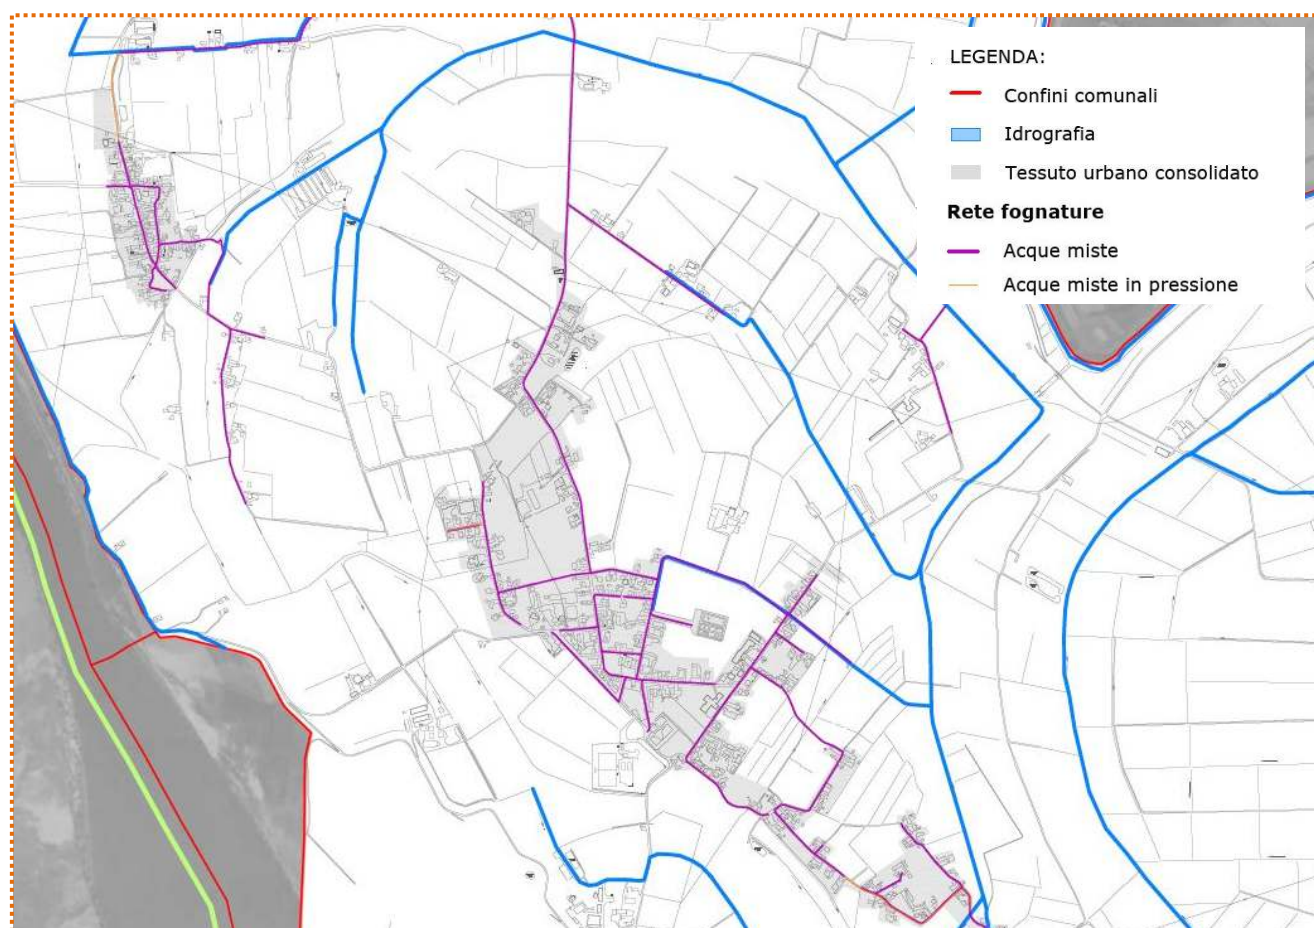 LEGENDA:
Confini comunali
Idrografia
Tessuto urbano consolidato
Rete fognature
Acque miste
Acque miste in pressione